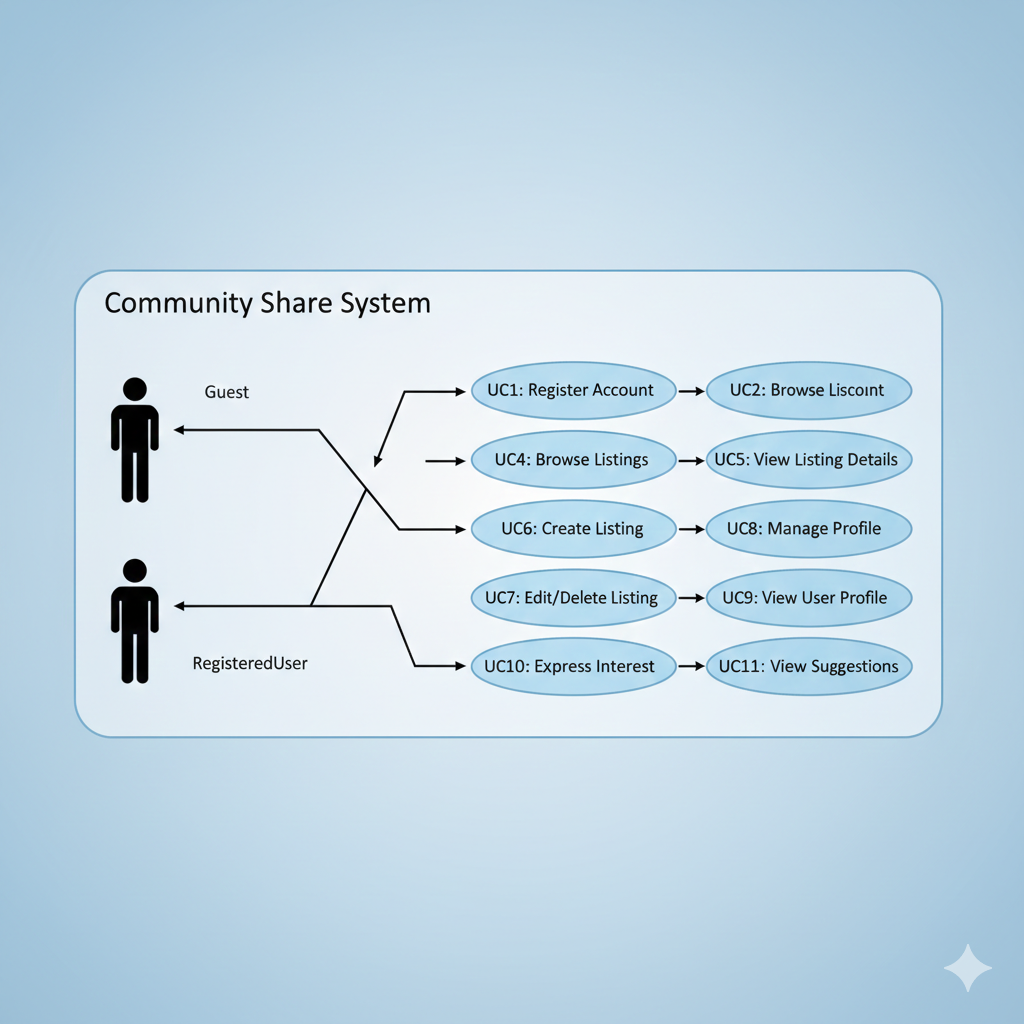 Community Share System
Guest
UC1: Register Account
UC2: Browse Liscoint
UC4: Browse Listings
UC5: View Listing Details
UC6: Create Listing
UC8: Manage Profile
UC7: Edit/Delete Listing
UC9: View User Profile
UC10: Express Interest
UC11: View Suggestions
RegisteredUser